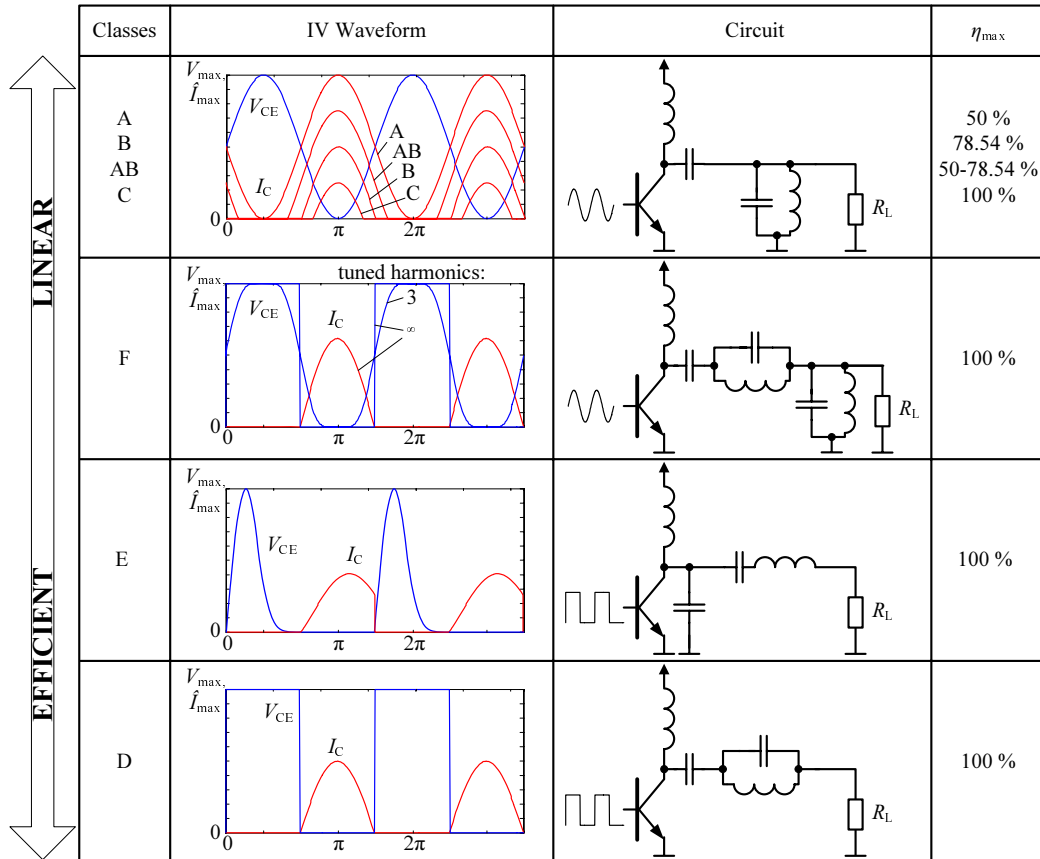 Classes IV Waveform Circuit ηmax
LINEAR
EFFICIENT
A
B
AB
C
Vmax,
Îmax
VCE
IC
A
AB
B
C
0
0 π 2π
RL
50 %
78.54 %
50-78.54 %
100 %
F
tuned harmonics:
Vmax,
Îmax
VCE
IC
3
∞
0
0 π 2π
RL
100 %
E
Vmax,
Îmax
VCE
IC
0
0 π 2π
RL
100 %
D
Vmax,
Îmax
VCE
IC
0
0 π 2π
RL
100 %